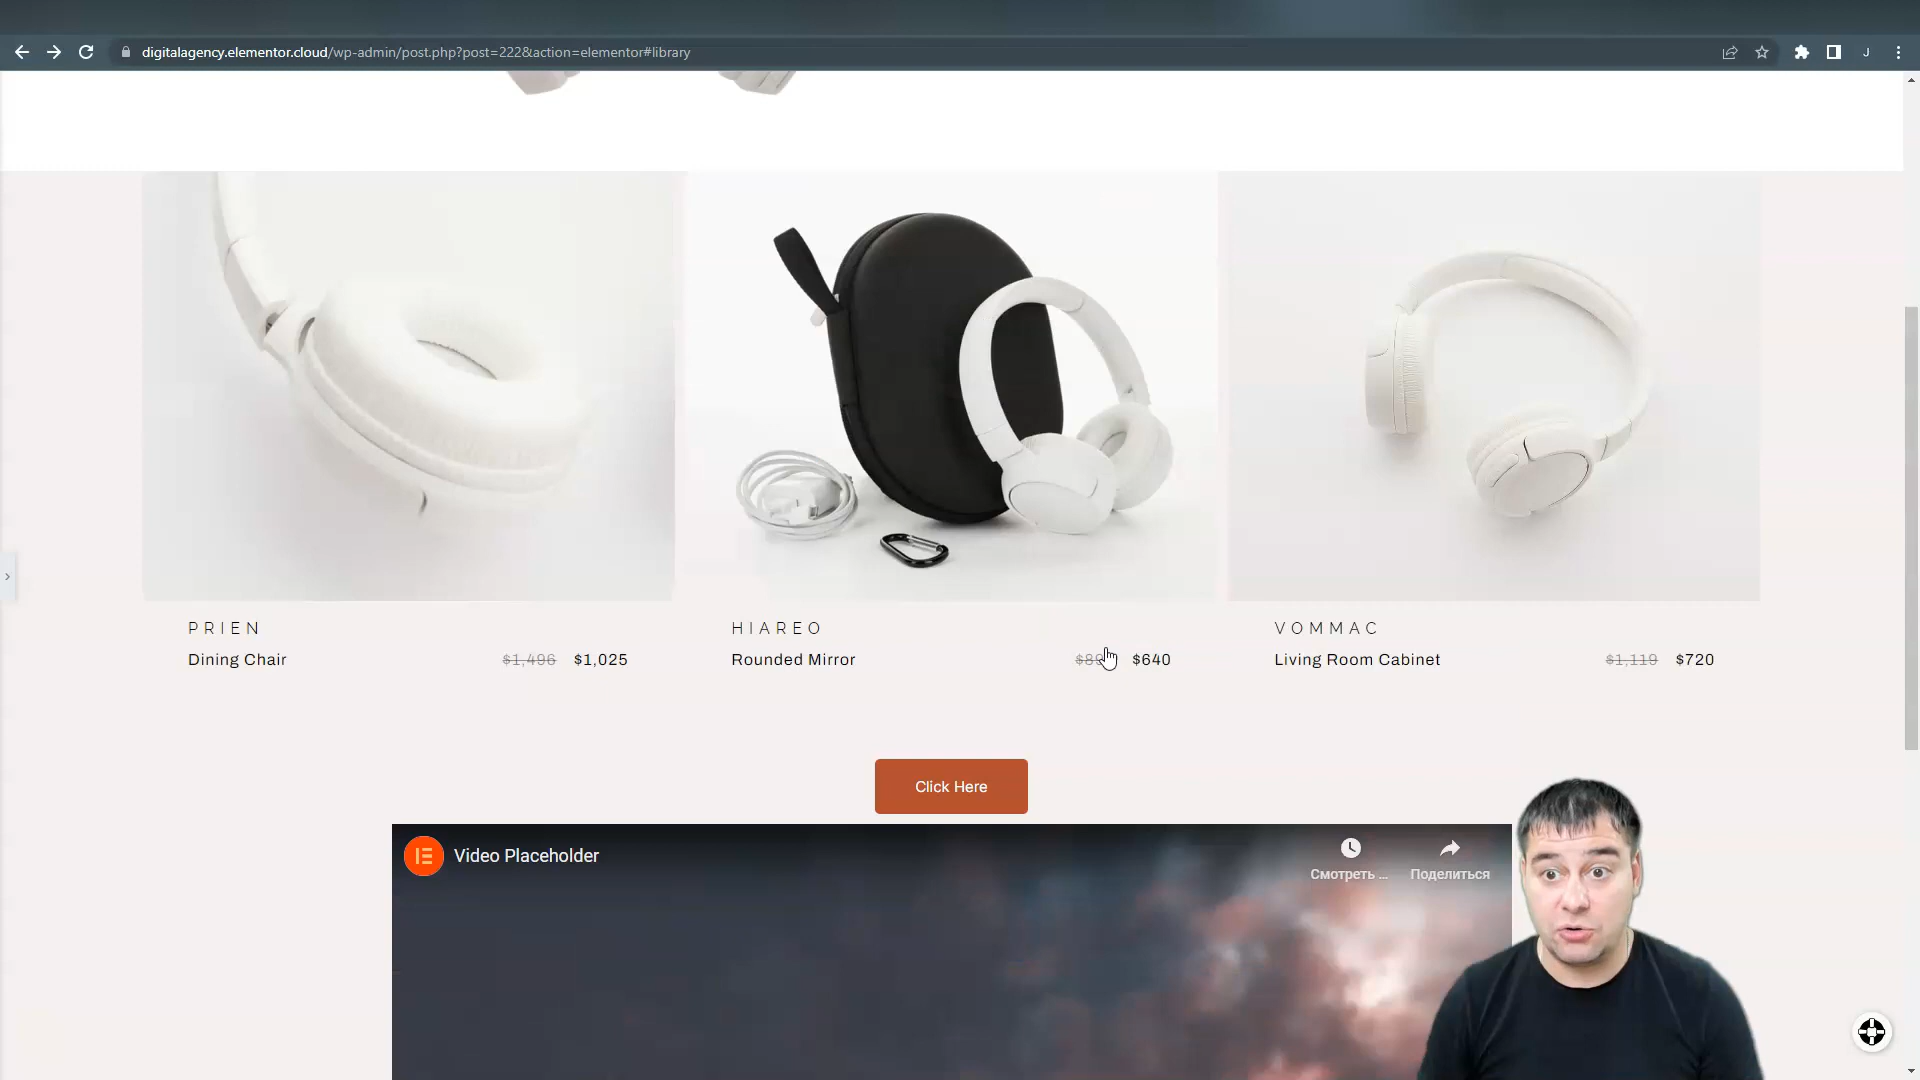 digitalagency.elementor.cloud/wp-admin/post.php?post=222&action=elementor#library
J
PRIEN
Dining Chair
$1,496 $1,025
HIAREO
Rounded Mirror
$640
VOMMAC
Living Room Cabinet
$1,119 $720
Click Here
Video Placeholder
Смотреть ...
Поделиться